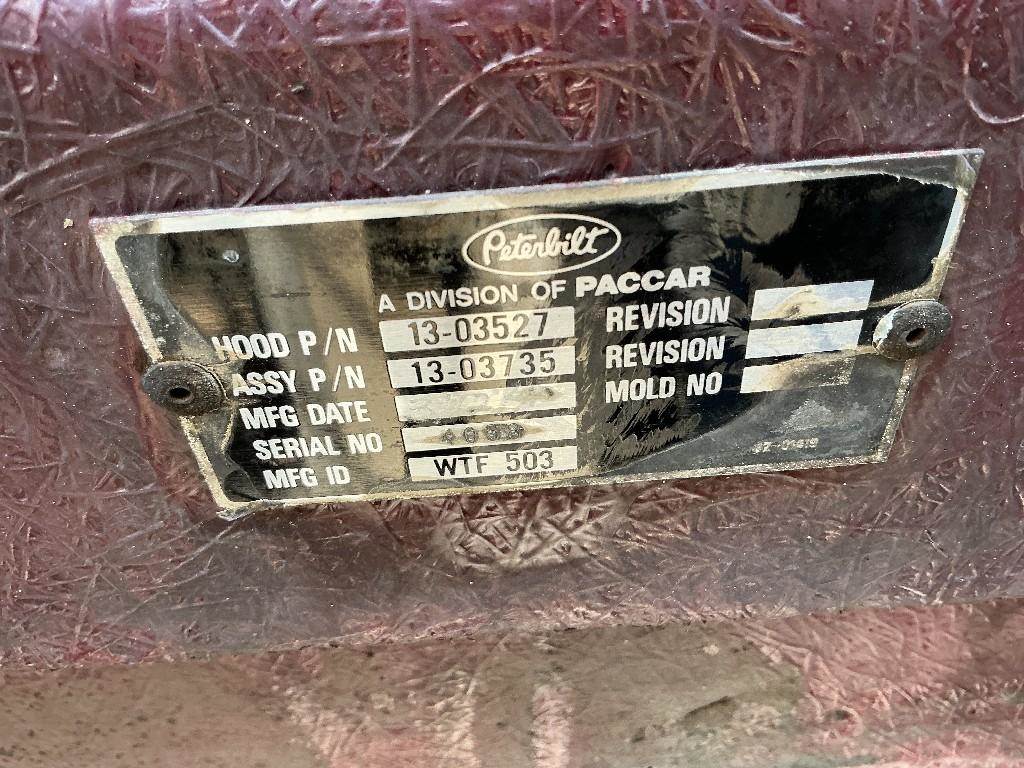 Peterbilt
A DIVISION OF PACCAR
HOOD P/N 13-03527 REVISION
ASSY P/N 13-03735 REVISION
MFG DATE MOLD NO
SERIAL NO
MFG ID WTF 503